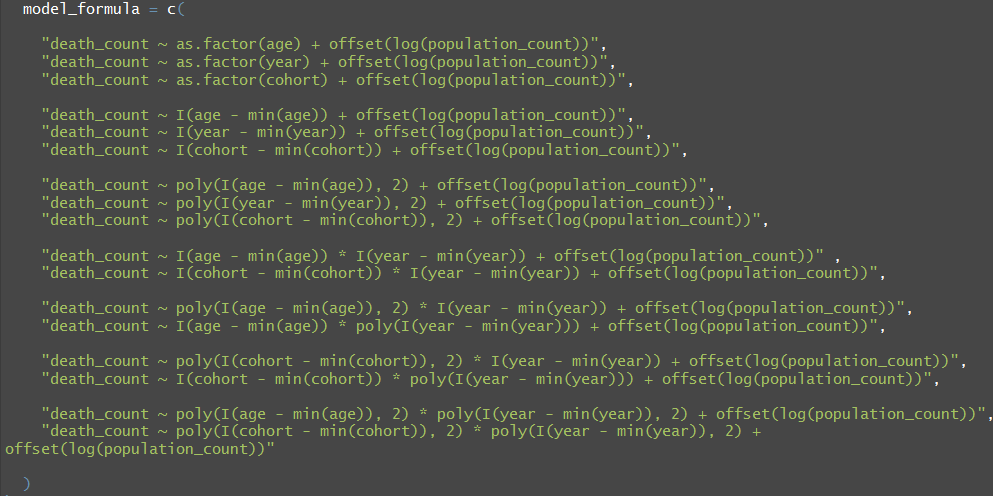 model_formula = c(
"death_count ~ as.factor(age) + offset(log(population_count))",
"death_count ~ as.factor(year) + offset(log(population_count))",
"death_count ~ as.factor(cohort) + offset(log(population_count))",
"death_count ~ I(age - min(age)) + offset(log(population_count))",
"death_count ~ I(year - min(year)) + offset(log(population_count))",
"death_count ~ I(cohort - min(cohort)) + offset(log(population_count))",
"death_count ~ poly(I(age - min(age)), 2) + offset(log(population_count))",
"death_count ~ poly(I(year - min(year)), 2) + offset(log(population_count))",
"death_count ~ poly(I(cohort - min(cohort)), 2) + offset(log(population_count))",
"death_count ~ I(age - min(age)) * I(year - min(year)) + offset(log(population_count))" ,
"death_count ~ I(cohort - min(cohort)) * I(year - min(year)) + offset(log(population_count))",
"death_count ~ poly(I(age - min(age)), 2) * I(year - min(year)) + offset(log(population_count))",
"death_count ~ I(age - min(age)) * poly(I(year - min(year))) + offset(log(population_count))",
"death_count ~ poly(I(cohort - min(cohort)), 2) * I(year - min(year)) + offset(log(population_count))",
"death_count ~ I(cohort - min(cohort)) * poly(I(year - min(year))) + offset(log(population_count))",
"death_count ~ poly(I(age - min(age)), 2) * poly(I(year - min(year)), 2) + offset(log(population_count))",
"death_count ~ poly(I(cohort - min(cohort)), 2) * poly(I(year - min(year)), 2) +
offset(log(population_count))"
)